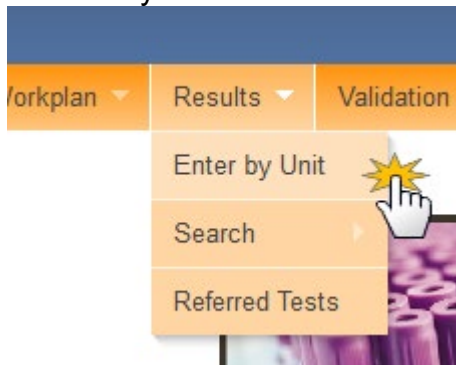 Workplan Results Validation
Enter by Unit
Search
Referred Tests